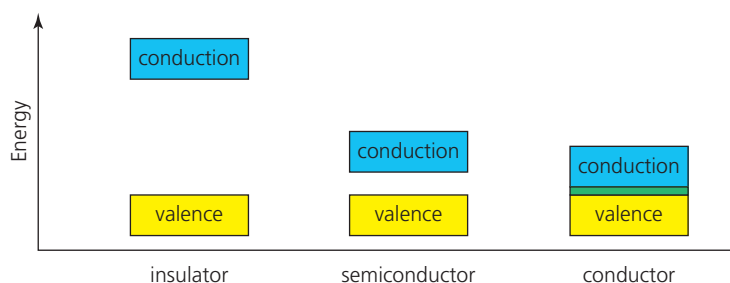 Energy
conduction
conduction
conduction
valence
valence
valence
insulator
semiconductor
conductor